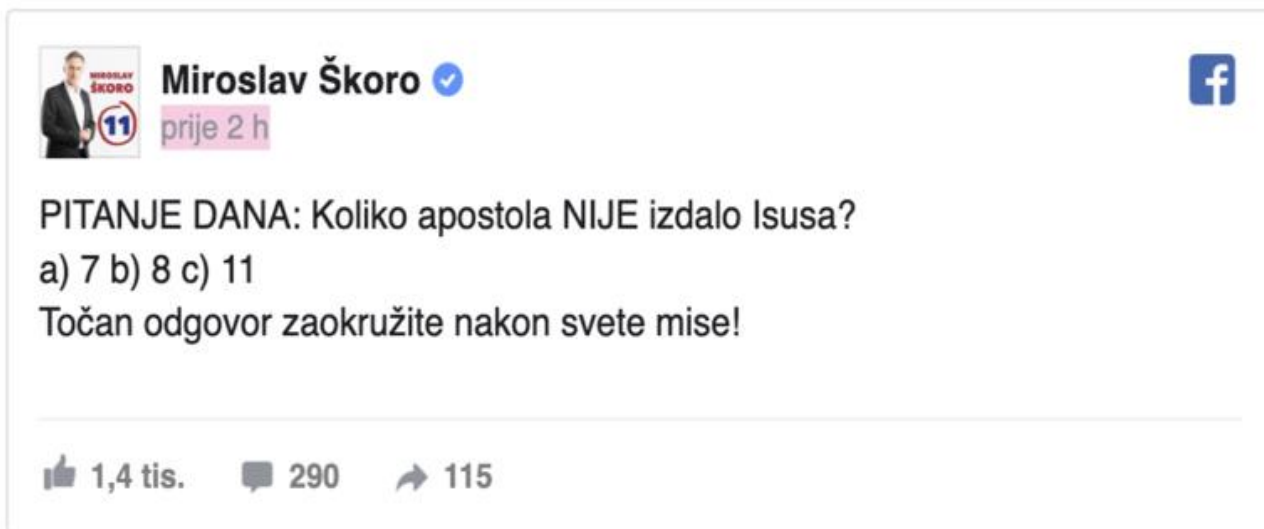 MIROSLAV
ŠKORO
11
Miroslav Škoro
prije 2 h
PITANJE DANA: Koliko apostola NIJE izdalo Isusa?
a) 7 b) 8 c) 11
Točan odgovor zaokružite nakon svete mise!
1,4 tis. 290 115